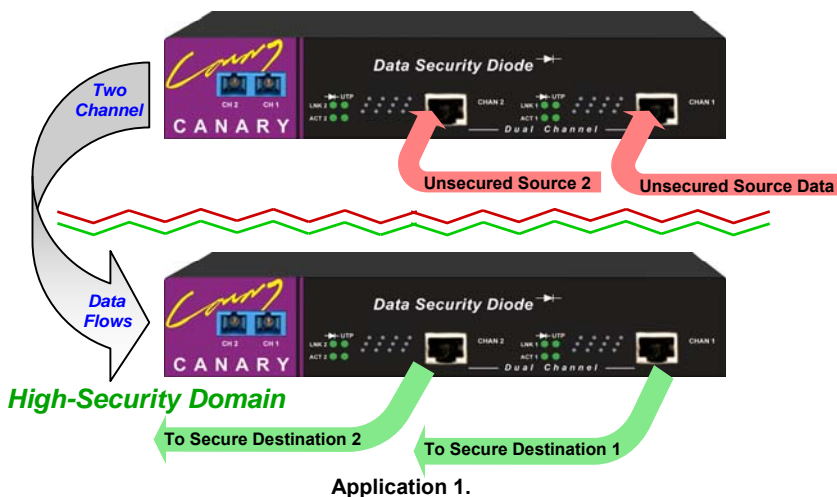 Canary
CH 2 CH 1
CANARY
Data Security Diode
UTP
LNK 2
ACT 2
CHAN 2
UTP
LNK 1
ACT 1
CHAN 1
Dual Channel
Two
Channel
Unsecured Source 2
Unsecured Source Data
Canary
CH 2 CH 1
CANARY
Data Security Diode
UTP
LNK 2
ACT 2
CHAN 2
UTP
LNK 1
ACT 1
CHAN 1
Dual Channel
Data
Flows
High-Security Domain
To Secure Destination 2
To Secure Destination 1
Application 1.